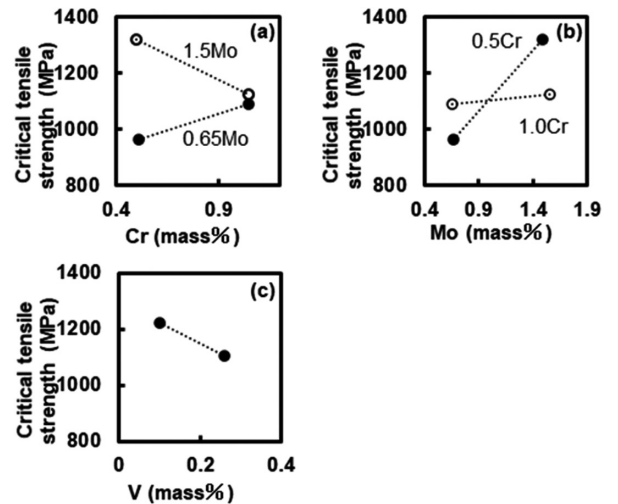 1400
1200
1000
800
Critical tensile
strength (MPa)
(a)
1.5Mo
0.65Mo
0.4
0.9
Cr (mass%)
1400
1200
1000
800
Critical tensile
strength (MPa)
(b)
0.5Cr
1.0Cr
0.4 0.9 1.4 1.9
Mo (mass%)
1400
1200
1000
800
Critical tensile
strength (MPa)
(c)
0 0.2 0.4
V (mass%)